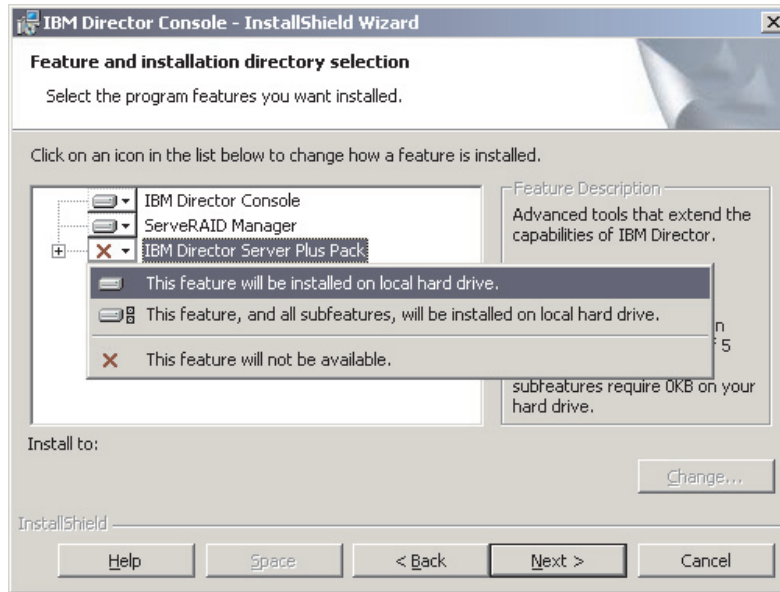 IBM Director Console - InstallShield Wizard
Feature and installation directory selection
Select the program features you want installed.
Click on an icon in the list below to change how a feature is installed.
IBM Director Console
ServeRAID Manager
IBM Director Server Plus Pack
Feature Description
Advanced tools that extend the
capabilities of IBM Director.
This feature will be installed on local hard drive.
This feature, and all subfeatures, will be installed on local hard drive.
This feature will not be available.
5
subfeatures require 0KB on your
hard drive.
Install to:
Change...
InstallShield
Help
Space
< Back
Next >
Cancel